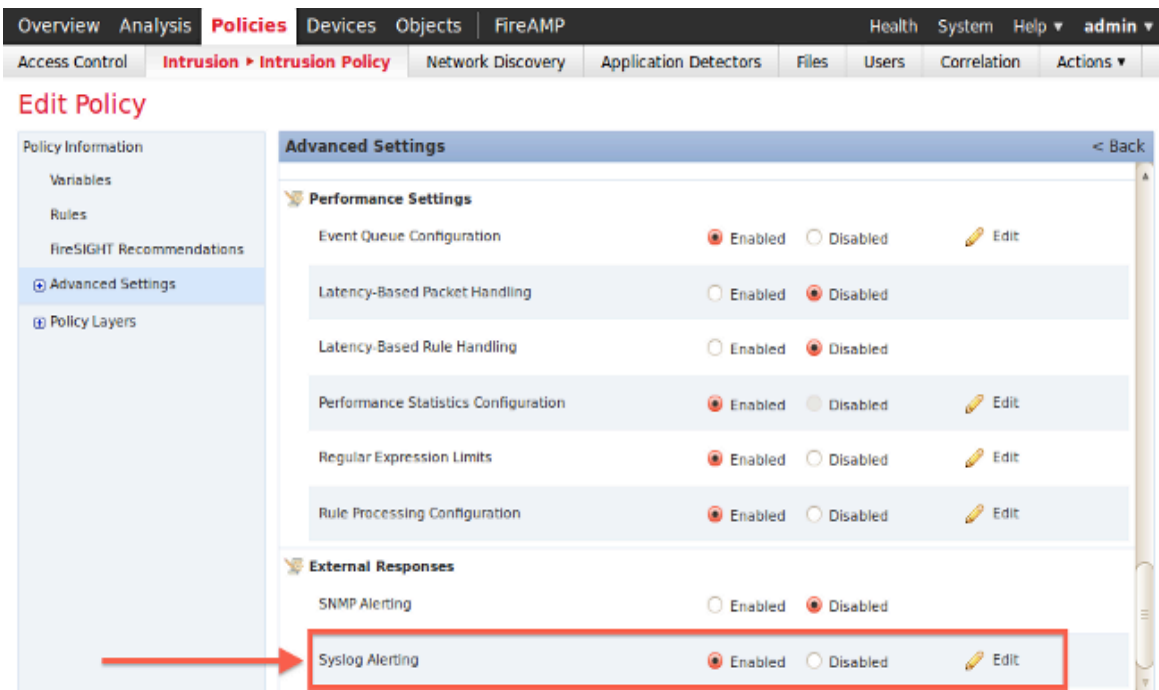 Overview Analysis Policies Devices Objects FireAMP Health System Help ▾ admin ▾
Access Control Intrusion ▸ Intrusion Policy Network Discovery Application Detectors Files Users Correlation Actions ▾
Edit Policy
Policy Information
Variables
Rules
FireSIGHT Recommendations
Advanced Settings
Policy Layers
Advanced Settings < Back
Performance Settings
Event Queue Configuration Enabled Disabled Edit
Latency-Based Packet Handling Enabled Disabled
Latency-Based Rule Handling Enabled Disabled
Performance Statistics Configuration Enabled Disabled Edit
Regular Expression Limits Enabled Disabled Edit
Rule Processing Configuration Enabled Disabled Edit
External Responses
SNMP Alerting Enabled Disabled
Syslog Alerting Enabled Disabled Edit